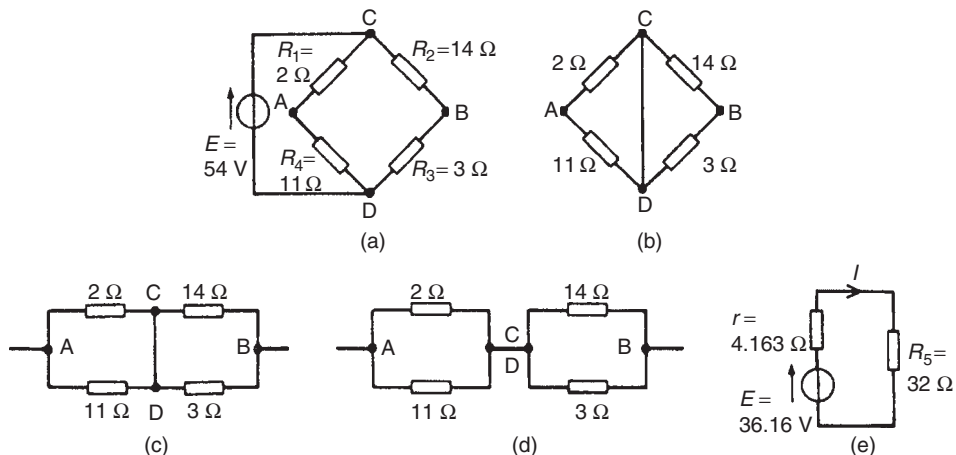 C
R₁=
2 Ω
R₂=14 Ω
A
B
E=
54 V
R₄=
11 Ω
R₃= 3 Ω
D
(a)
C
2 Ω
14 Ω
A
B
11 Ω
3 Ω
D
(b)
2 Ω
C
14 Ω
A
B
11 Ω
D
3 Ω
(c)
2 Ω
14 Ω
A
C
D
B
11 Ω
3 Ω
(d)
I
r=
4.163 Ω
R₅=
32 Ω
E=
36.16 V
(e)